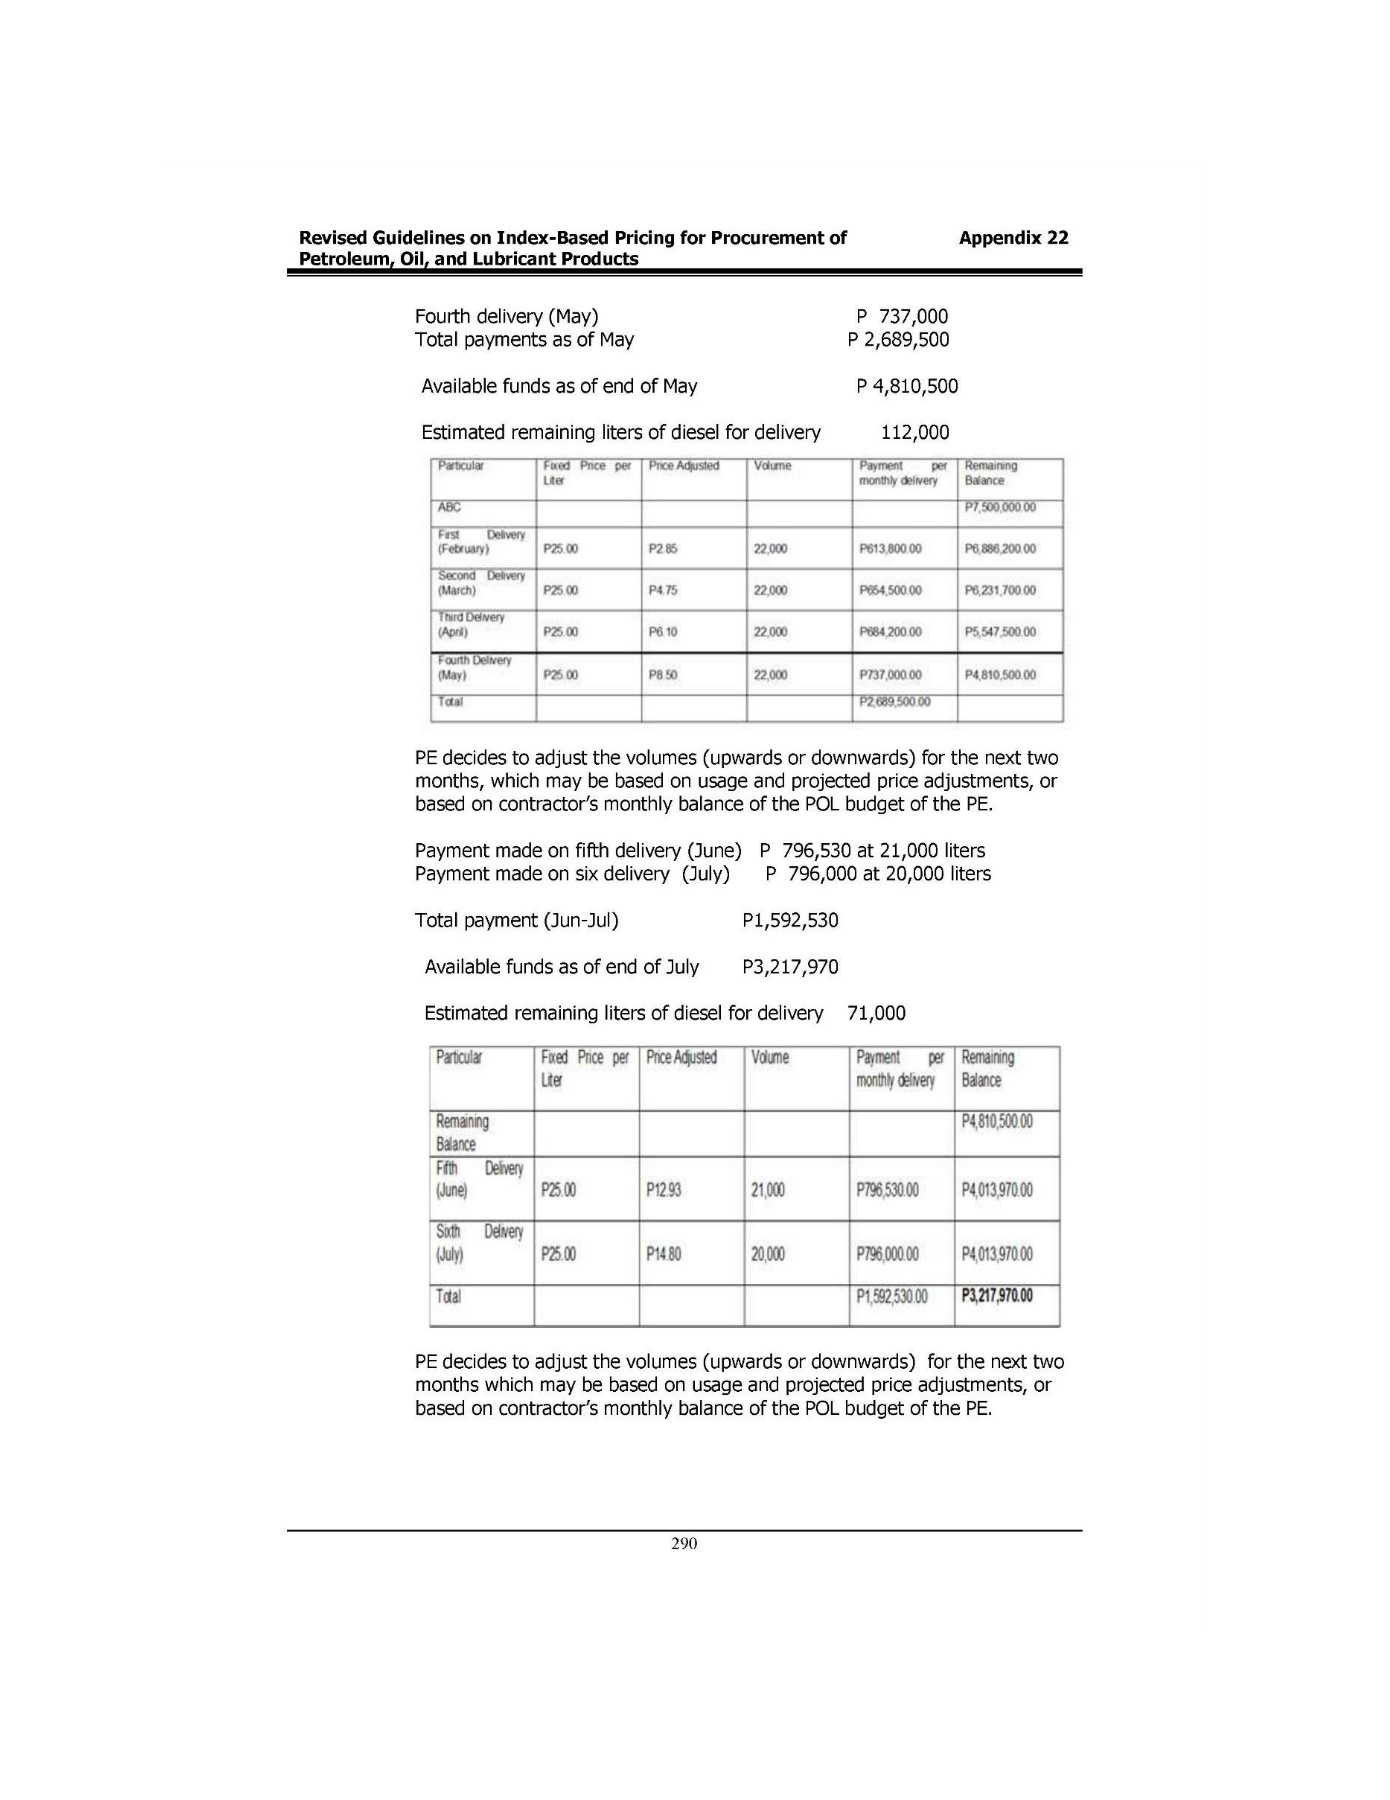 Revised Guidelines on Index-Based Pricing for Procurement of Appendix 22
Petroleum, Oil, and Lubricant Products
Fourth delivery (May) P 737,000
Total payments as of May P 2,689,500
Available funds as of end of May P 4,810,500
Estimated remaining liters of diesel for delivery 112,000
Particular Fixed Price per Liter Price Adjusted Volume Payment per monthly delivery Remaining Balance
ABC P7,500,000.00
First Delivery (February) P25.00 P2.85 22,000 P613,800.00 P6,886,200.00
Second Delivery (March) P25.00 P4.75 22,000 P654,500.00 P6,231,700.00
Third Delivery (April) P25.00 P6.10 22,000 P684,200.00 P5,547,500.00
Fourth Delivery (May) P25.00 P8.50 22,000 P737,000.00 P4,810,500.00
Total P2,689,500.00
PE decides to adjust the volumes (upwards or downwards) for the next two
months, which may be based on usage and projected price adjustments, or
based on contractor’s monthly balance of the POL budget of the PE.
Payment made on fifth delivery (June) P 796,530 at 21,000 liters
Payment made on six delivery (July) P 796,000 at 20,000 liters
Total payment (Jun-Jul) P1,592,530
Available funds as of end of July P3,217,970
Estimated remaining liters of diesel for delivery 71,000
Particular Fixed Price per Liter Price Adjusted Volume Payment per monthly delivery Remaining Balance
Remaining Balance P4,810,500.00
Fifth Delivery (June) P25.00 P12.93 21,000 P796,530.00 P4,013,970.00
Sixth Delivery (July) P25.00 P14.80 20,000 P796,000.00 P4,013,970.00
Total P1,592,530.00 P3,217,970.00
PE decides to adjust the volumes (upwards or downwards) for the next two
months which may be based on usage and projected price adjustments, or
based on contractor’s monthly balance of the POL budget of the PE.
290